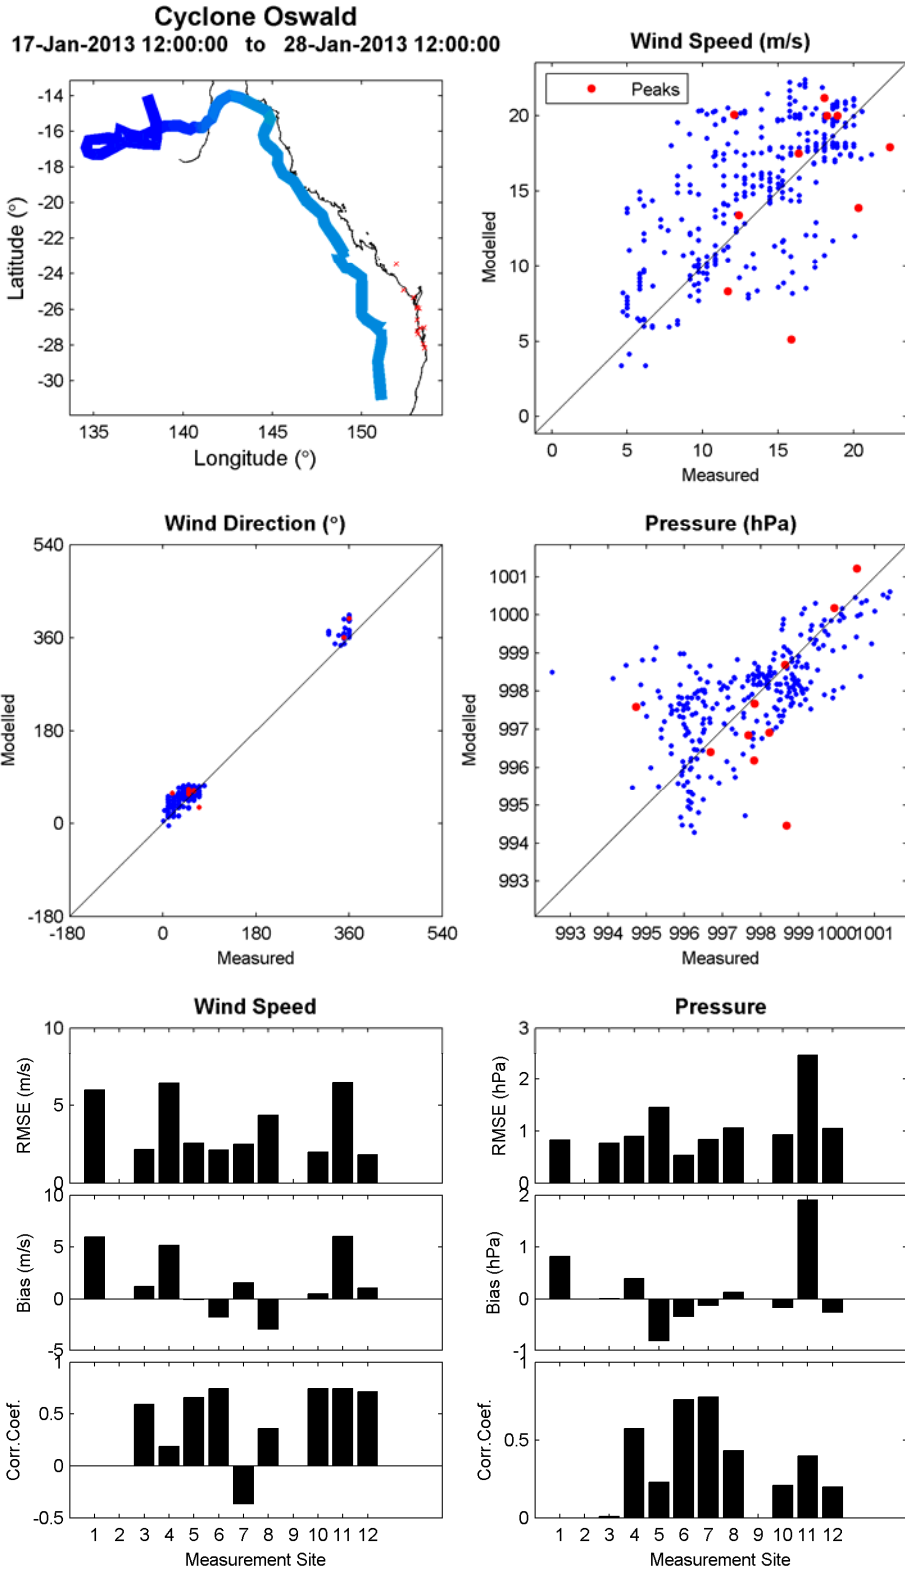 Cyclone Oswald
17-Jan-2013 12:00:00 to 28-Jan-2013 12:00:00
-14
-16
-18
-20
-22
-24
-26
-28
-30
Latitude (°)
135 140 145 150
Longitude (°)
Wind Speed (m/s)
Peaks
20
15
10
5
0
Modelled
0 5 10 15 20
Measured
Wind Direction (°)
540
360
180
0
-180
Modelled
-180 0 180 360 540
Measured
Pressure (hPa)
1001
1000
999
998
997
996
995
994
993
Modelled
993 994 995 996 997 998 999 1000 1001
Measured
Wind Speed
10
5
0
RMSE (m/s)
10
5
0
-5
Bias (m/s)
1
0.5
0
-0.5
Corr.Coef.
1 2 3 4 5 6 7 8 9 10 11 12
Measurement Site
Pressure
3
2
1
0
RMSE (hPa)
2
1
0
-1
Bias (hPa)
1
0.5
0
Corr.Coef.
1 2 3 4 5 6 7 8 9 10 11 12
Measurement Site